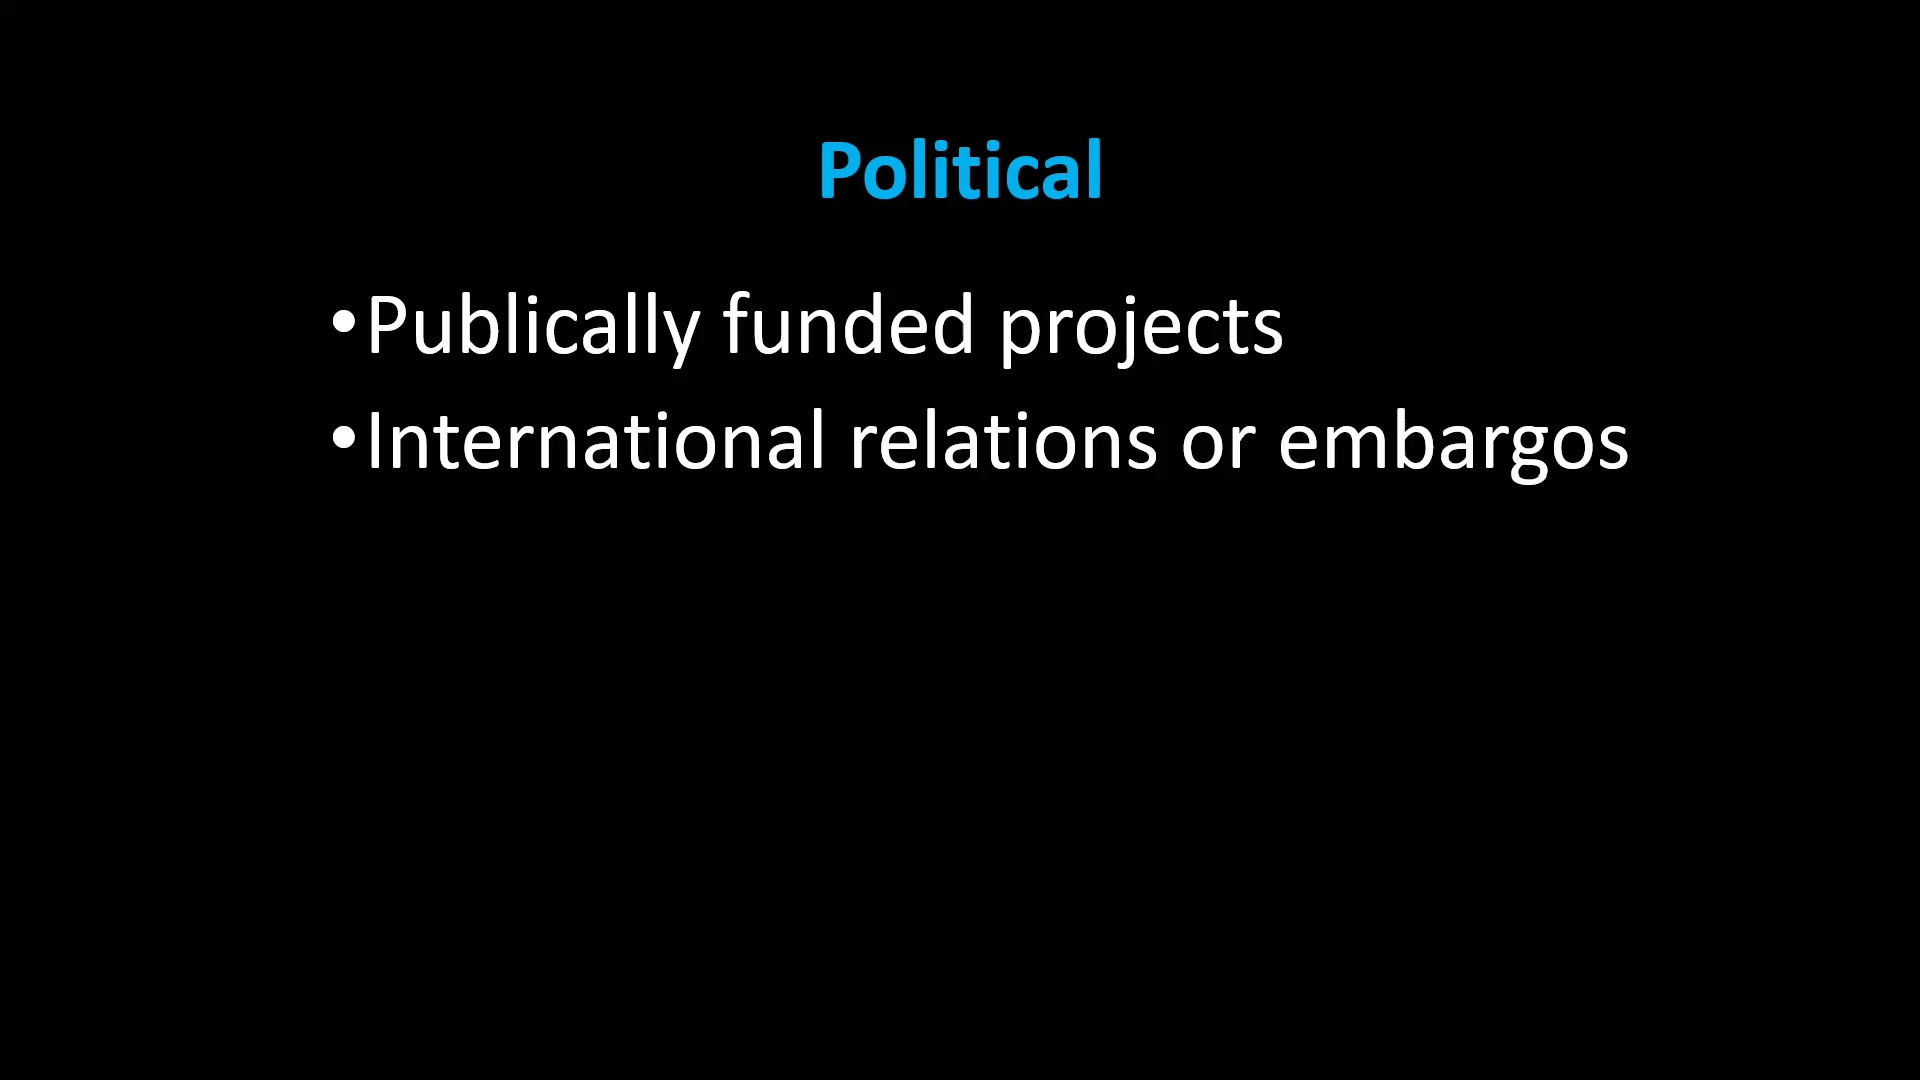 Political
•Publically funded projects
•International relations or embargos